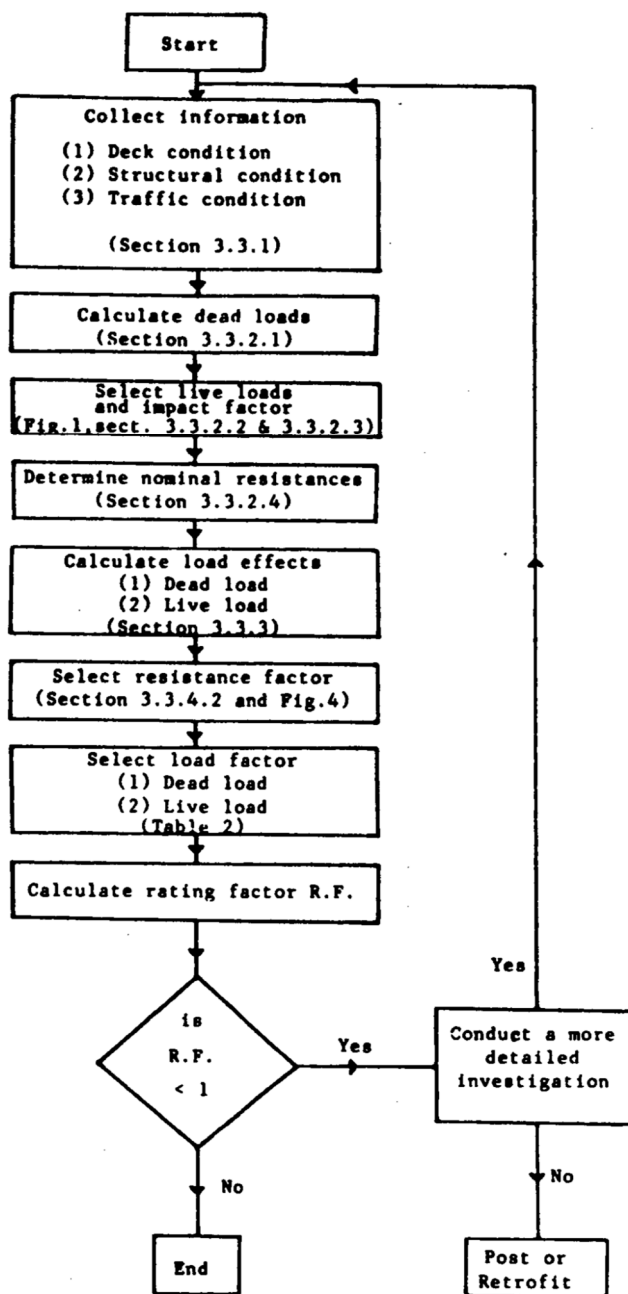 Start
Collect information
(1) Deck condition
(2) Structural condition
(3) Traffic condition
(Section 3.3.1)
Calculate dead loads
(Section 3.3.2.1)
Select live loads
and impact factor
(Fig.1,sect. 3.3.2.2 & 3.3.2.3)
Determine nominal resistances
(Section 3.3.2.4)
Calculate load effects
(1) Dead load
(2) Live load
(Section 3.3.3)
Select resistance factor
(Section 3.3.4.2 and Fig.4)
Select load factor
(1) Dead load
(2) Live load
(Table 2)
Calculate rating factor R.F.
is
R.F.
< 1
Yes
No
End
Yes
Conduct a more
detailed
investigation
No
Post or
Retrofit